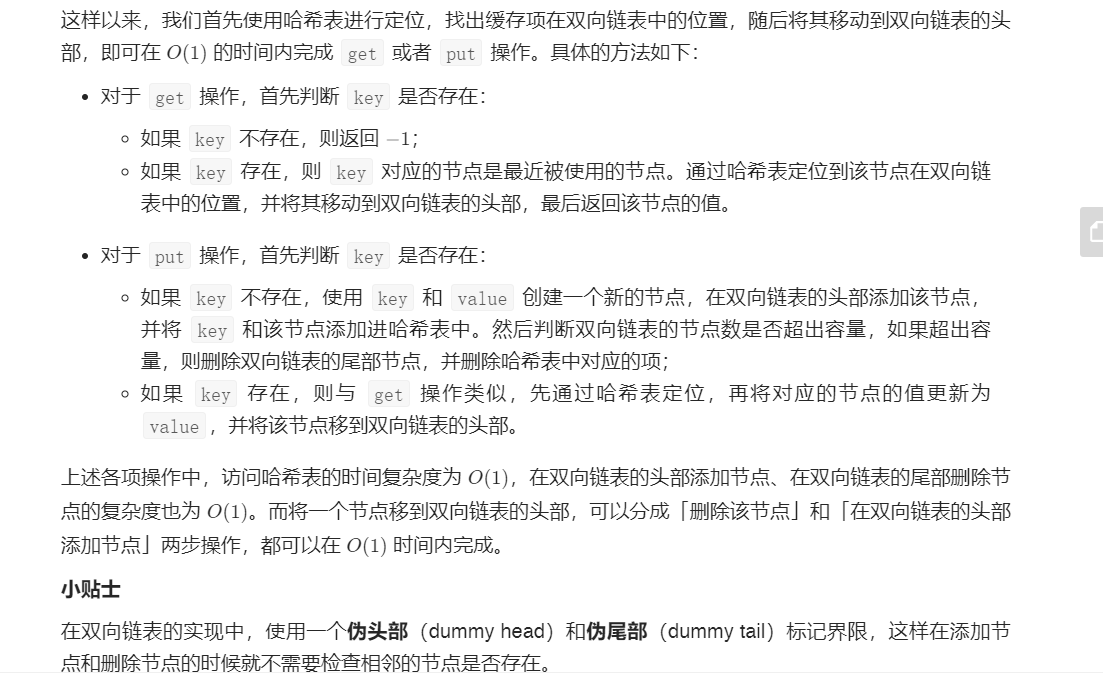 这样以来，我们首先使用哈希表进行定位，找出缓存项在双向链表中的位置，随后将其移动到双向链表的头
部，即可在 O(1) 的时间内完成 get 或者 put 操作。具体的方法如下：
• 对于 get 操作，首先判断 key 是否存在：
○ 如果 key 不存在，则返回 −1；
○ 如果 key 存在，则 key 对应的节点是最近被使用的节点。通过哈希表定位到该节点在双向链
表中的位置，并将其移动到双向链表的头部，最后返回该节点的值。
• 对于 put 操作，首先判断 key 是否存在：
○ 如果 key 不存在，使用 key 和 value 创建一个新的节点，在双向链表的头部添加该节点，
并将 key 和该节点添加进哈希表中。然后判断双向链表的节点数是否超出容量，如果超出容
量，则删除双向链表的尾部节点，并删除哈希表中对应的项；
○ 如果 key 存在，则与 get 操作类似，先通过哈希表定位，再将对应的节点的值更新为
value ，并将该节点移到双向链表的头部。
上述各项操作中，访问哈希表的时间复杂度为 O(1)，在双向链表的头部添加节点、在双向链表的尾部删除节
点的复杂度也为 O(1)。而将一个节点移到双向链表的头部，可以分成「删除该节点」和「在双向链表的头部
添加节点」两步操作，都可以在 O(1) 时间内完成。
小贴士
在双向链表的实现中，使用一个伪头部（dummy head）和伪尾部（dummy tail）标记界限，这样在添加节
点和删除节点的时候就不需要检查相邻的节点是否存在。